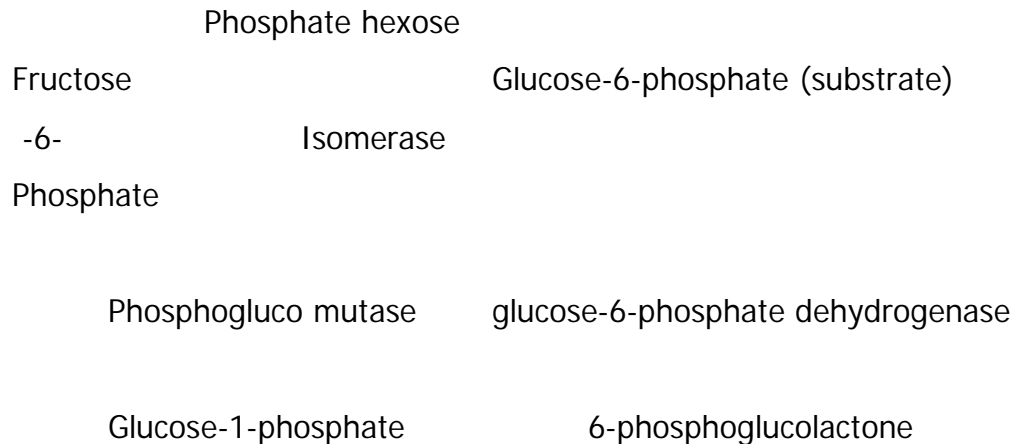 Phosphate hexose
Fructose Glucose-6-phosphate (substrate)
-6- Isomerase
Phosphate
Phosphogluco mutase glucose-6-phosphate dehydrogenase
Glucose-1-phosphate 6-phosphoglucolactone